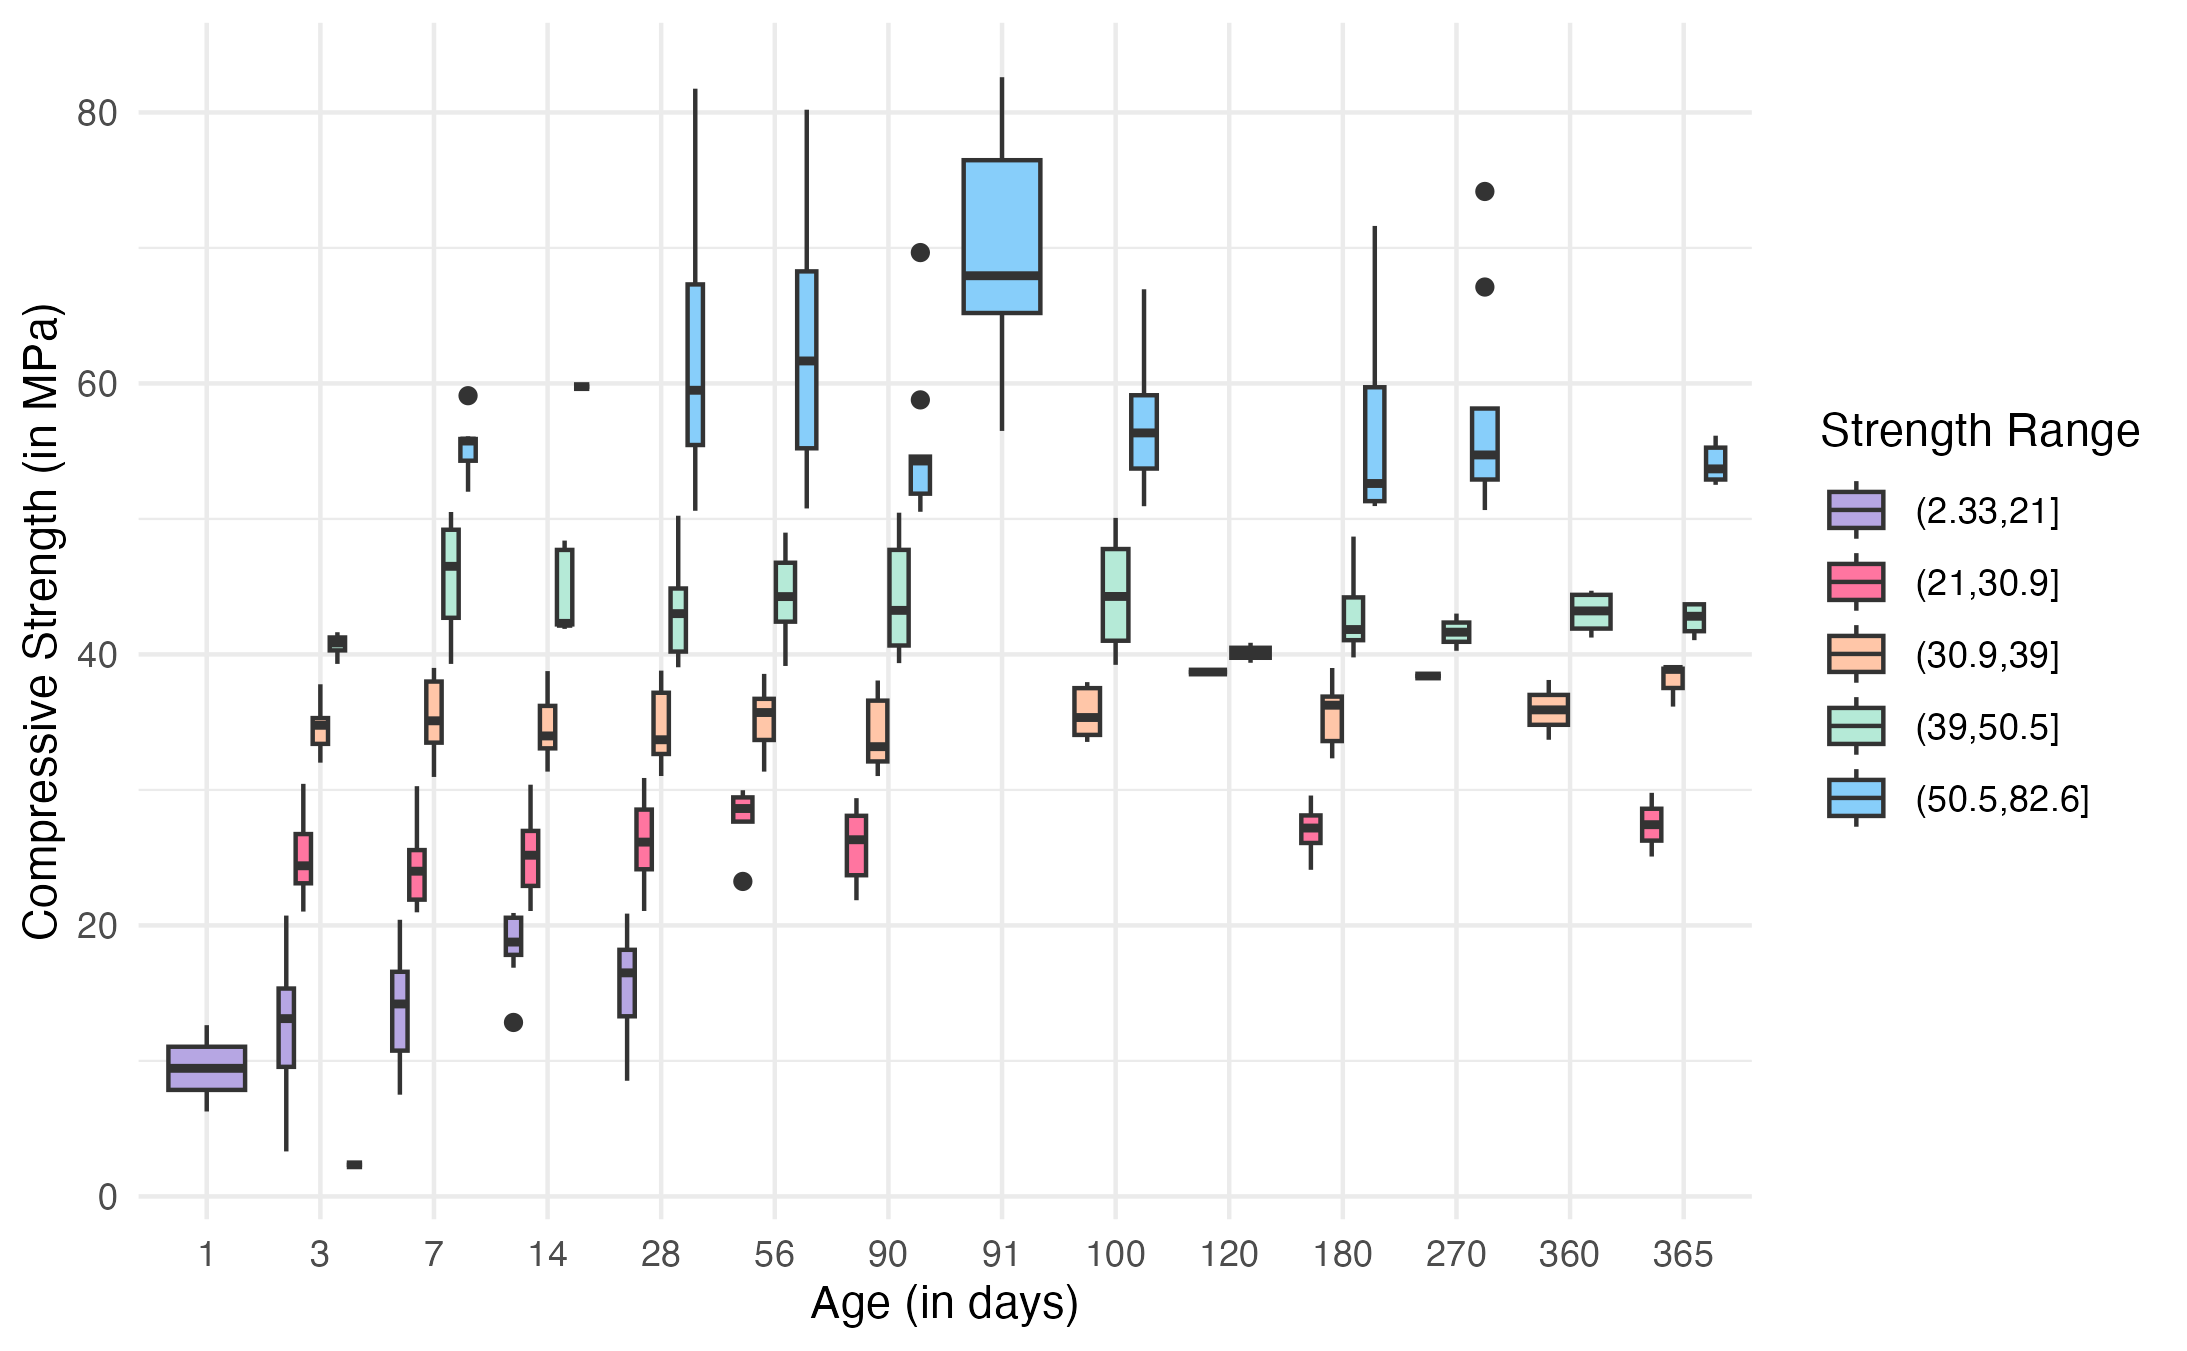 Compressive Strength (in MPa)
80
60
40
20
0
1 3 7 14 28 56 90 91 100 120 180 270 360 365
Age (in days)
Strength Range
(2.33,21]
(21,30.9]
(30.9,39]
(39,50.5]
(50.5,82.6]